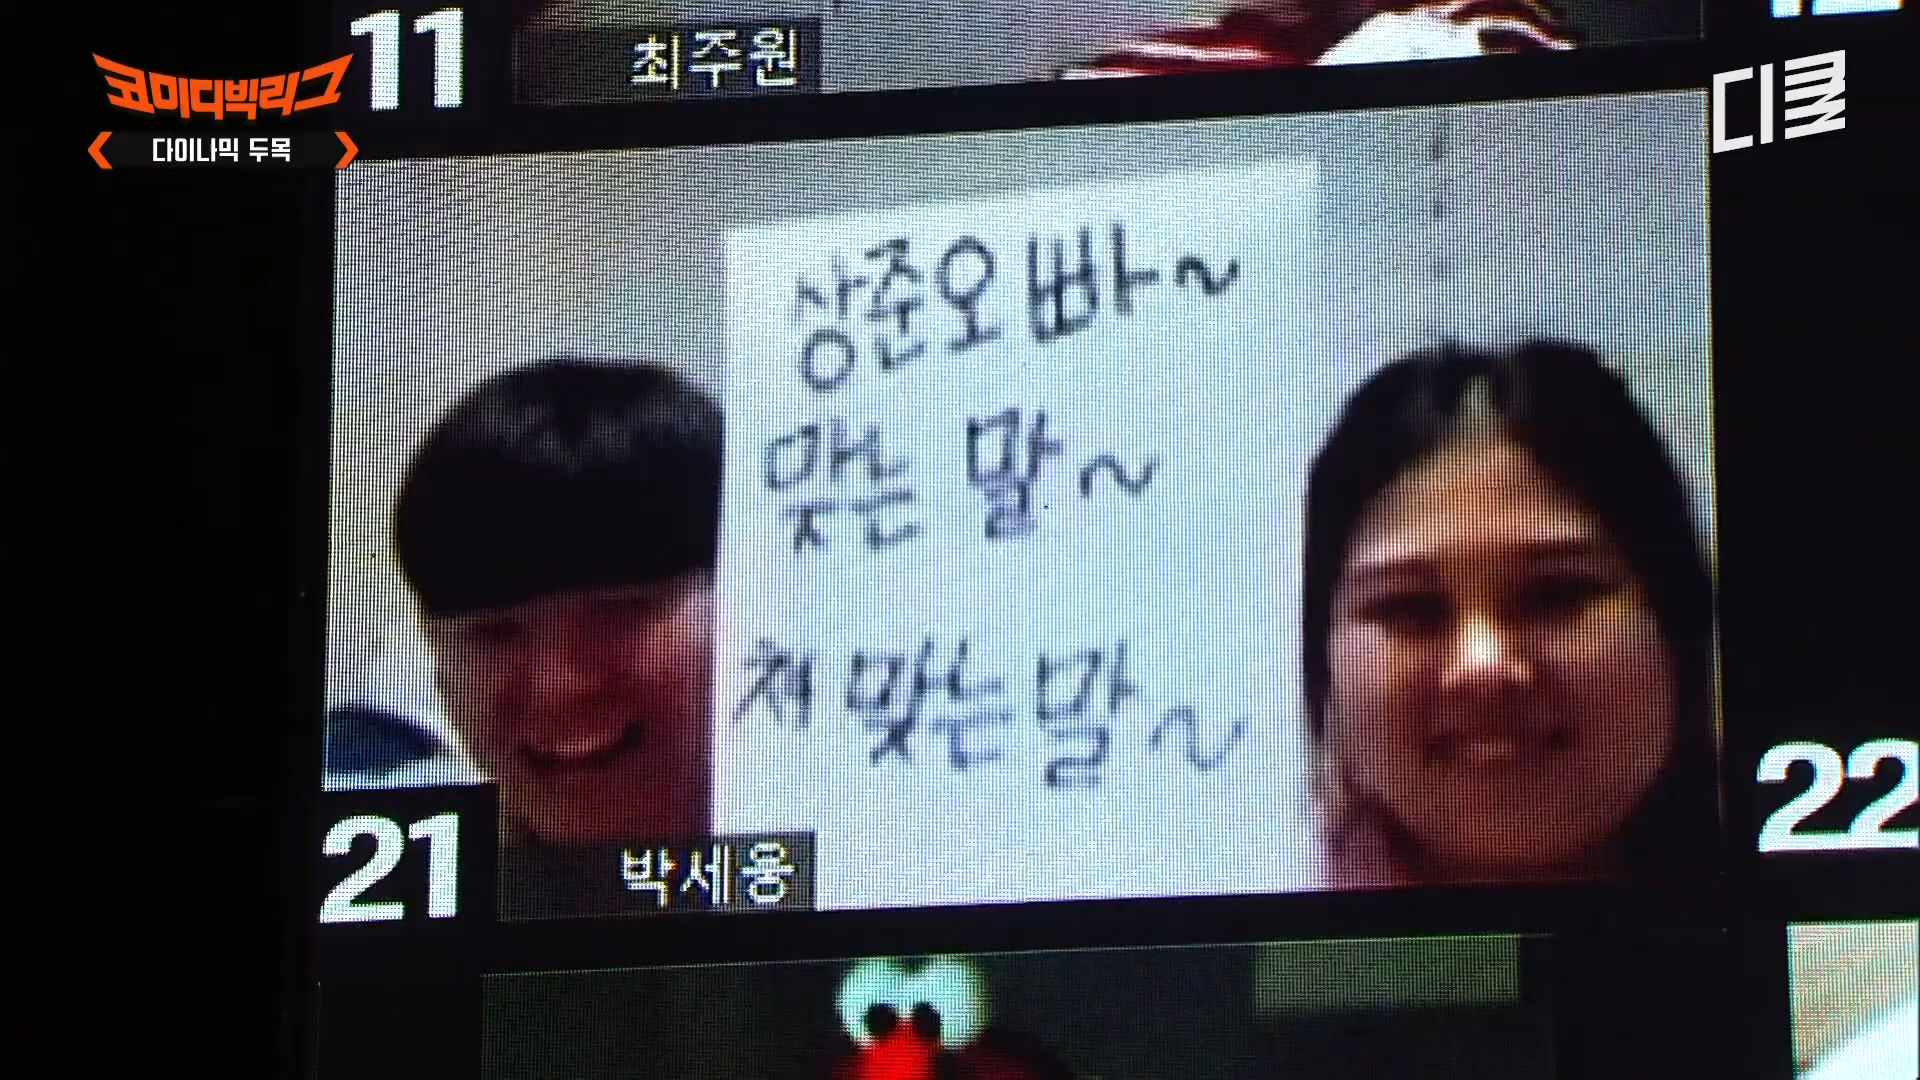 11
최주원
코미디빅리그
다이나믹 두목
디글
상준오빠~
맞는 말~
처 맞는말~
21
박세웅
22